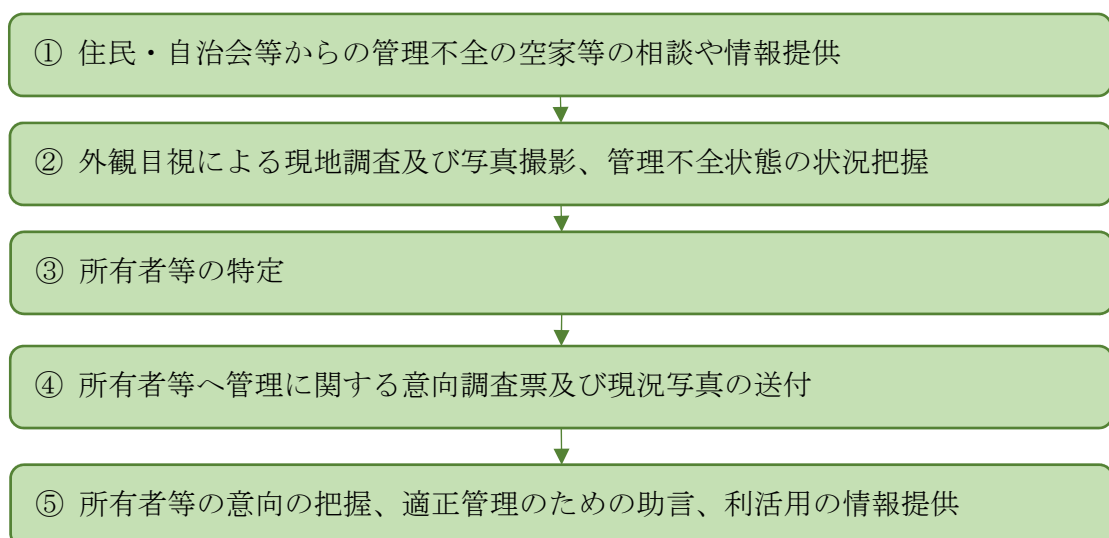 ① 住民・自治会等からの管理不全の空家等の相談や情報提供
② 外観目視による現地調査及び写真撮影、管理不全状態の状況把握
③ 所有者等の特定
④ 所有者等へ管理に関する意向調査票及び現況写真の送付
⑤ 所有者等の意向の把握、適正管理のための助言、利活用の情報提供